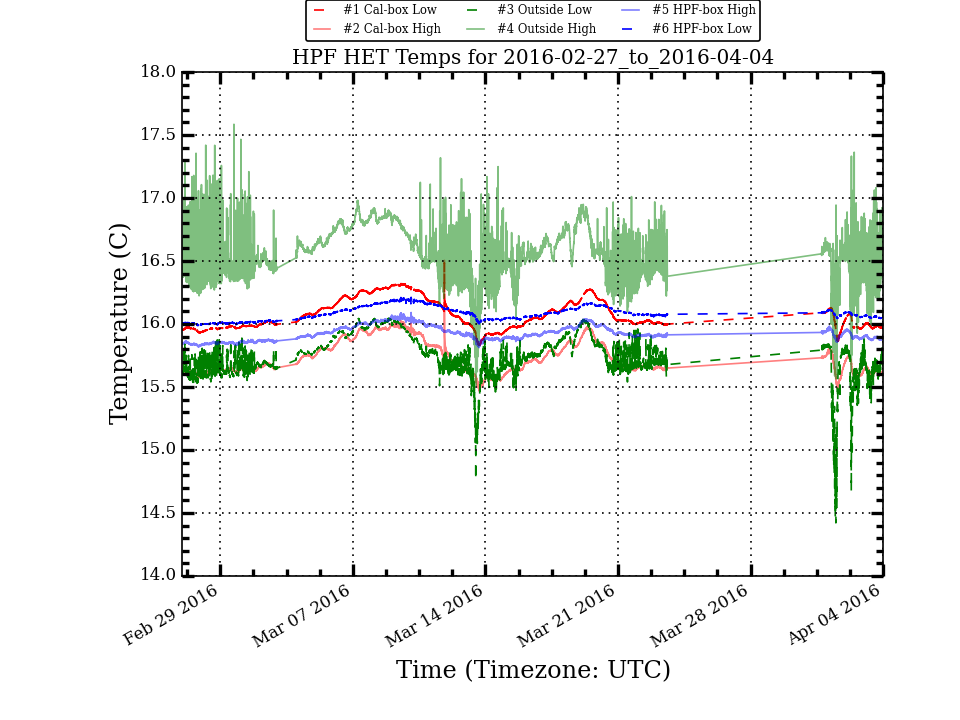 #1 Cal-box Low #3 Outside Low #5 HPF-box High
#2 Cal-box High #4 Outside High #6 HPF-box Low
HPF HET Temps for 2016-02-27_to_2016-04-04
18.0
17.5
17.0
16.5
16.0
15.5
15.0
14.5
14.0
Temperature (C)
Feb 29 2016 Mar 07 2016 Mar 14 2016 Mar 21 2016 Mar 28 2016 Apr 04 2016
Time (Timezone: UTC)